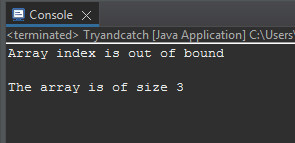 Console
<terminated> Tryandcatch [Java Application] C:\Users\
Array index is out of bound
The array is of size 3